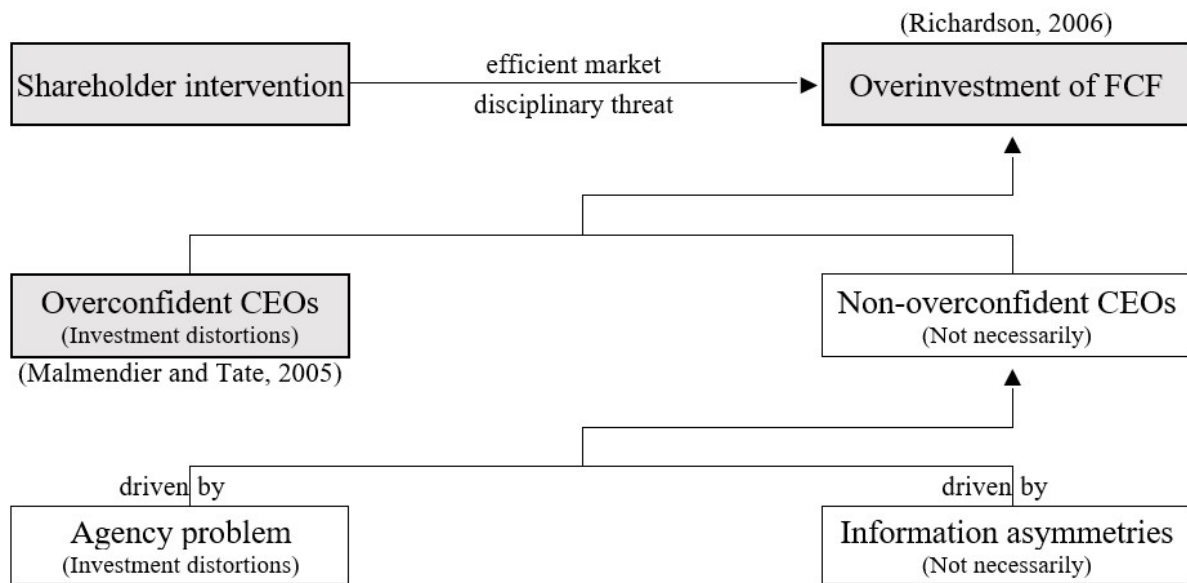 (Richardson, 2006)
Shareholder intervention
efficient market
disciplinary threat
Overinvestment of FCF
Overconfident CEOs
(Investment distortions)
(Malmendier and Tate, 2005)
Non-overconfident CEOs
(Not necessarily)
driven by
Agency problem
(Investment distortions)
driven by
Information asymmetries
(Not necessarily)